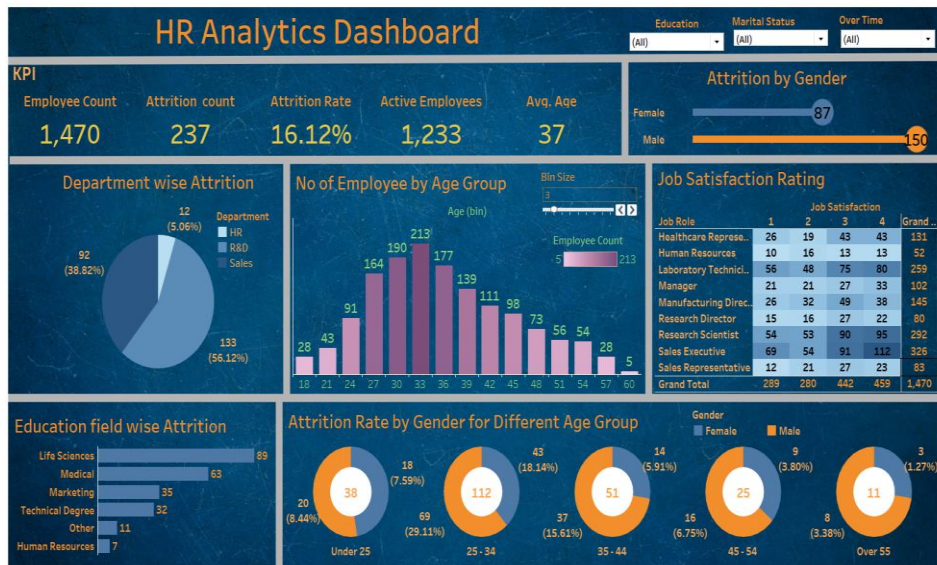 HR Analytics Dashboard
Education
Marital Status
Over Time
(All)
(All)
(All)
KPI
Employee Count
Attrition count
Attrition Rate
Active Employees
Avg. Age
1,470
237
16.12%
1,233
37
Attrition by Gender
Female
87
Male
150
Department wise Attrition
12
(5.06%)
92
(38.82%)
133
(56.12%)
Department
HR
R&D
Sales
No of Employee by Age Group
Bin Size
3
Age (bin)
Employee Count
5
213
28
43
91
164
190
213
177
139
111
98
73
56
54
28
5
18 21 24 27 30 33 36 39 42 45 48 51 54 57 60
Job Satisfaction Rating
Job Satisfaction
Job Role 1 2 3 4 Grand ..
Healthcare Represe.. 26 19 43 43 131
Human Resources 10 16 13 13 52
Laboratory Technici.. 56 48 75 80 259
Manager 21 21 27 33 102
Manufacturing Direc.. 26 32 49 38 145
Research Director 15 16 27 22 80
Research Scientist 54 53 90 95 292
Sales Executive 69 54 91 112 326
Sales Representative 12 21 27 23 83
Grand Total 289 280 442 459 1,470
Education field wise Attrition
Life Sciences 89
Medical 63
Marketing 35
Technical Degree 32
Other 11
Human Resources 7
Attrition Rate by Gender for Different Age Group
Gender
Female
Male
18
(7.59%)
38
20
(8.44%)
Under 25
43
(18.14%)
112
69
(29.11%)
25 - 34
14
(5.91%)
51
37
(15.61%)
35 - 44
9
(3.80%)
25
16
(6.75%)
45 - 54
3
(1.27%)
11
8
(3.38%)
Over 55